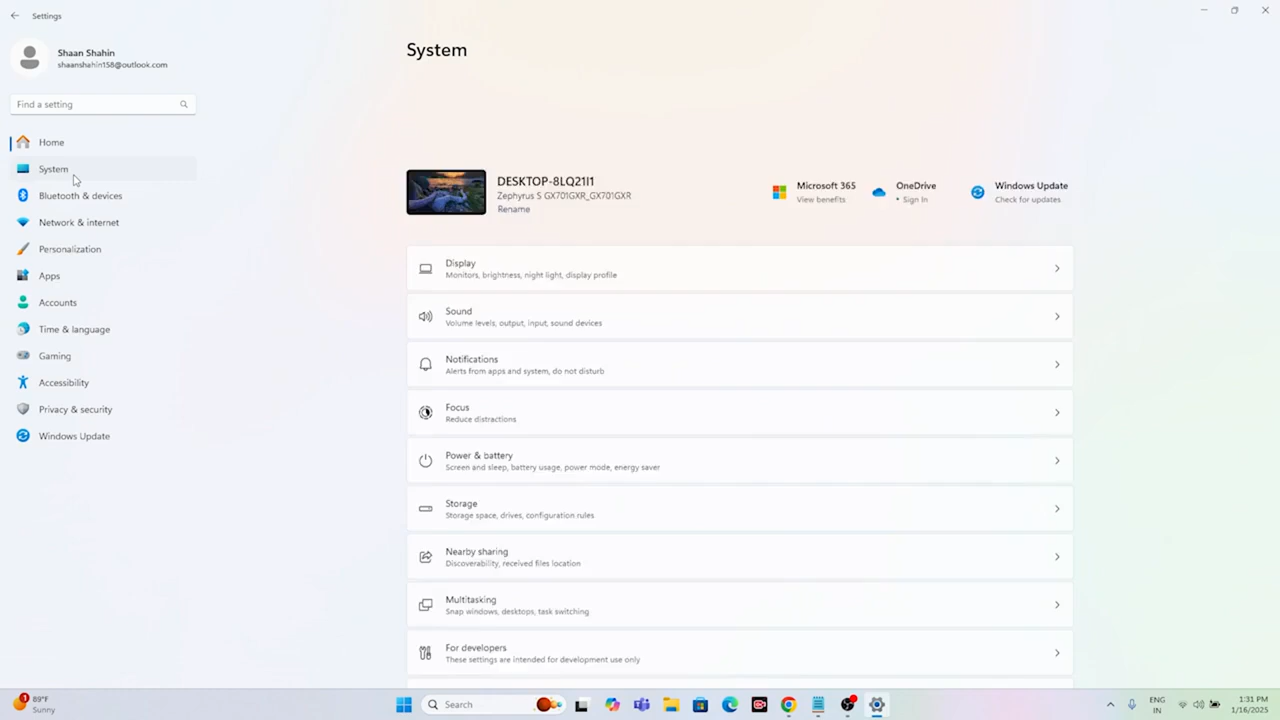 Settings
Shaan Shahin
shaanshahin158@outlook.com
Find a setting
Home
System
Bluetooth & devices
Network & internet
Personalization
Apps
Accounts
Time & language
Gaming
Accessibility
Privacy & security
Windows Update
System
DESKTOP-8LQ21I1
Zephyrus S GX701GXR_GX701GXR
Rename
Microsoft 365
View benefits
OneDrive
• Sign In
Windows Update
Check for updates
Display
Monitors, brightness, night light, display profile
Sound
Volume levels, output, input, sound devices
Notifications
Alerts from apps and system, do not disturb
Focus
Reduce distractions
Power & battery
Screen and sleep, battery usage, power mode, energy saver
Storage
Storage space, drives, configuration rules
Nearby sharing
Discoverability, received files location
Multitasking
Snap windows, desktops, task switching
For developers
These settings are intended for development use only
1
89°F
Sunny
Search
ENG
IN
1:31 PM
1/16/2025